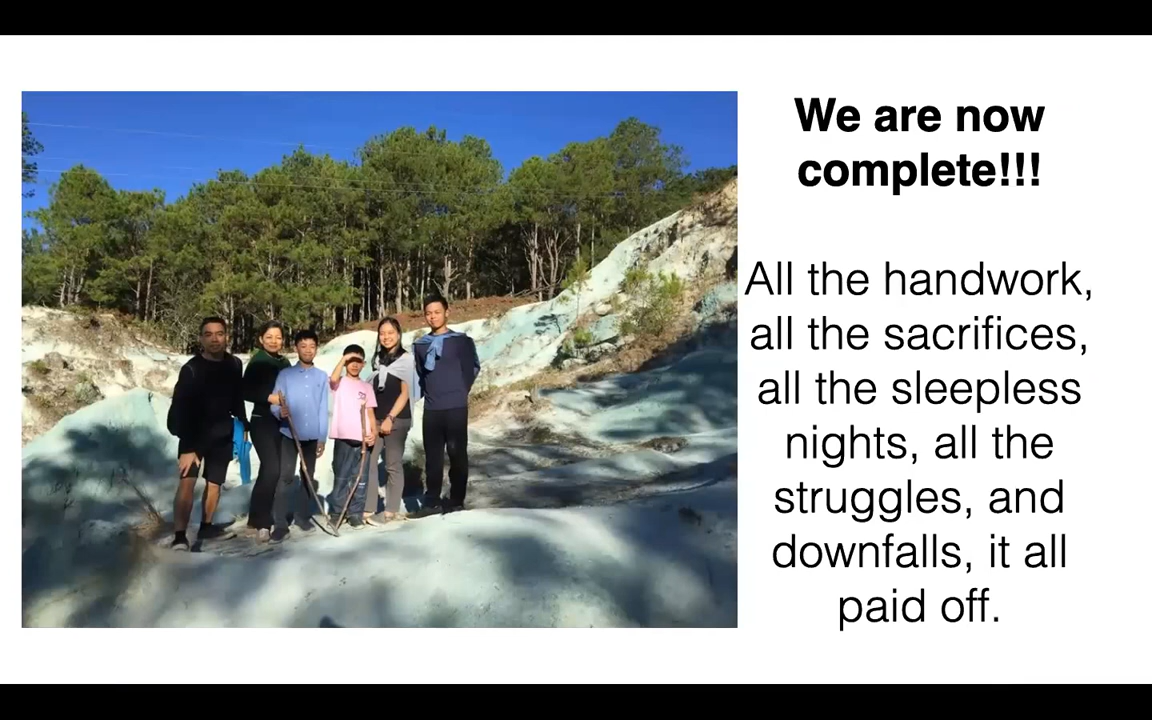 We are now
complete!!!
All the handwork,
all the sacrifices,
all the sleepless
nights, all the
struggles, and
downfalls, it all
paid off.